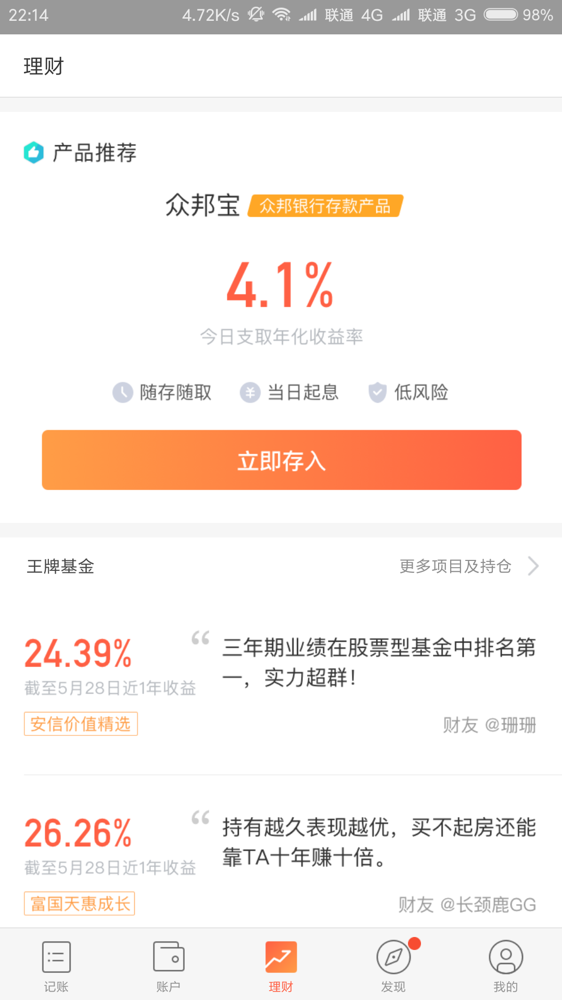 22:14 4.72K/s 联通 4G 联通 3G 98%
理财
产品推荐
众邦宝 众邦银行存款产品
4.1%
今日支取年化收益率
随存随取 当日起息 低风险
立即存入
王牌基金 更多项目及持仓
24.39%
截至5月28日近1年收益
安信价值精选
“ 三年期业绩在股票型基金中排名第
一，实力超群！
财友 @珊珊
26.26%
截至5月28日近1年收益
富国天惠成长
“ 持有越久表现越优，买不起房还能
靠TA十年赚十倍。
财友 @长颈鹿GG
记账 账户 理财 发现 我的